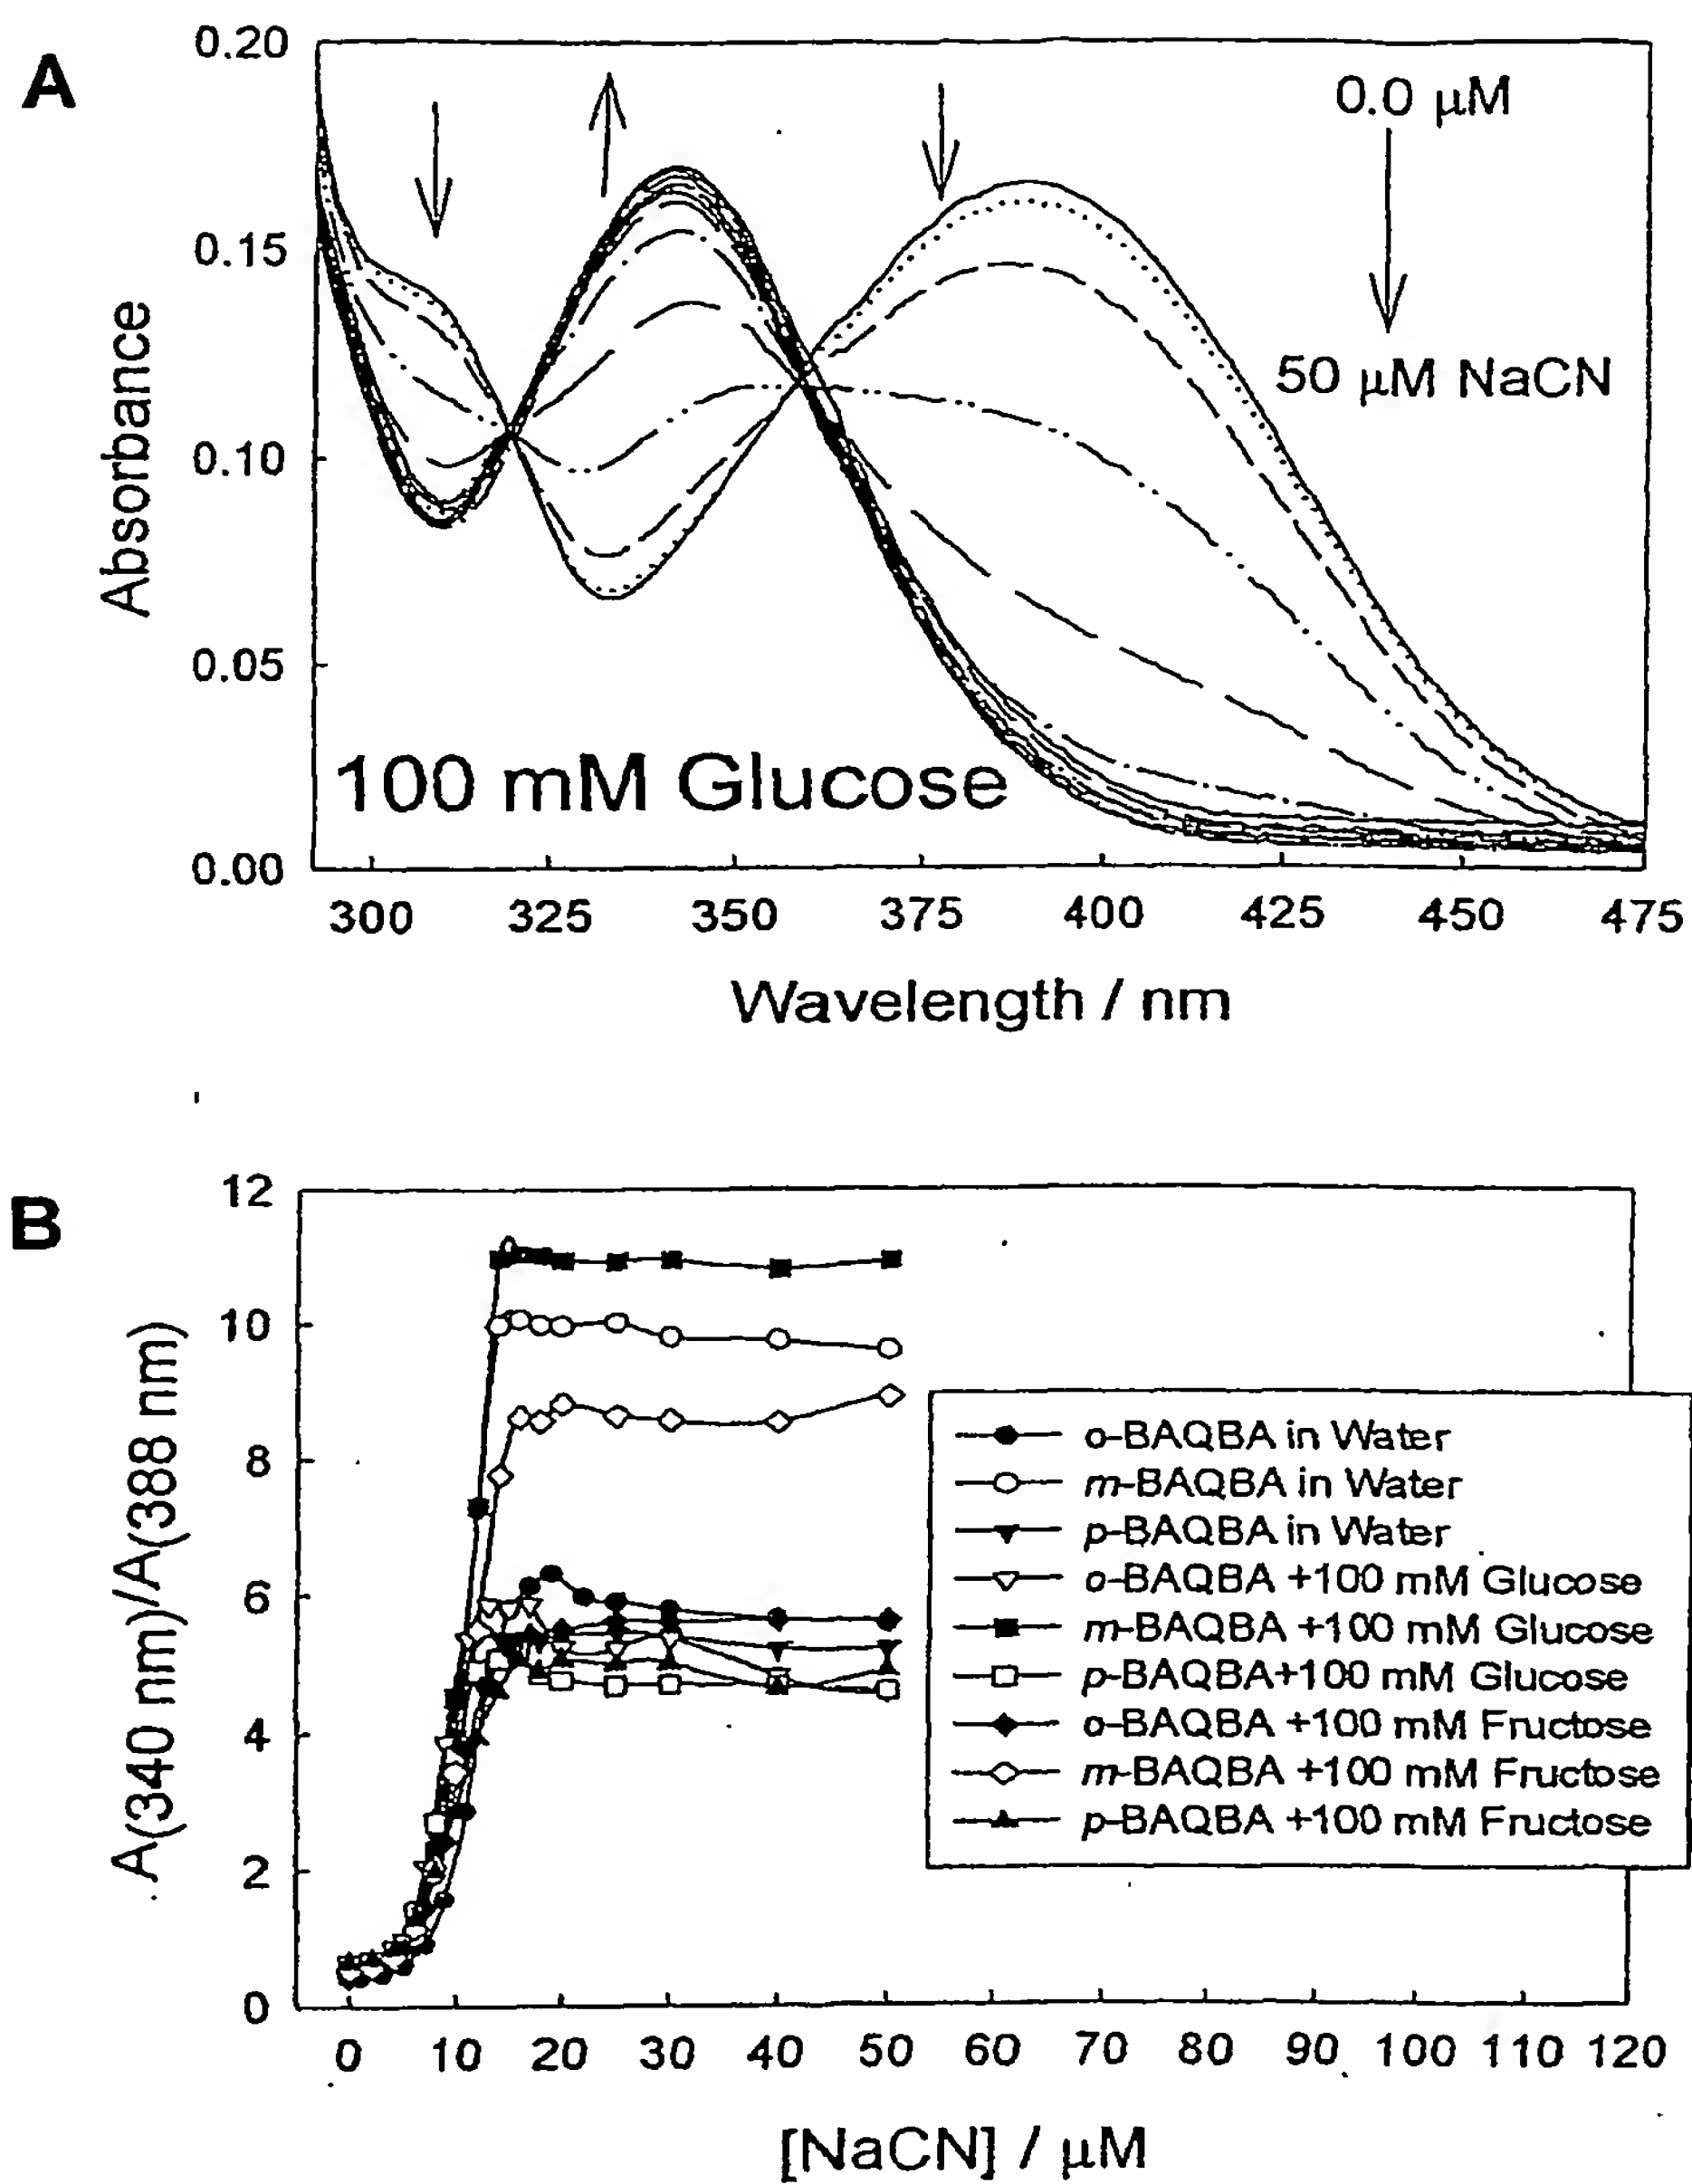 A
0.20
0.15
0.10
0.05
0.00
Absorbance
0.0 μM
50 μM NaCN
100 mM Glucose
300 325 350 375 400 425 450 475
Wavelength / nm
B
12
10
8
6
4
2
0
A(340 nm)/A(388 nm)
o-BAQBA in Water
m-BAQBA in Water
p-BAQBA in Water
o-BAQBA +100 mM Glucose
m-BAQBA +100 mM Glucose
p-BAQBA+100 mM Glucose
o-BAQBA +100 mM Fructose
m-BAQBA +100 mM Fructose
p-BAQBA +100 mM Fructose
0 10 20 30 40 50 60 70 80 90 100 110 120
[NaCN] / μM